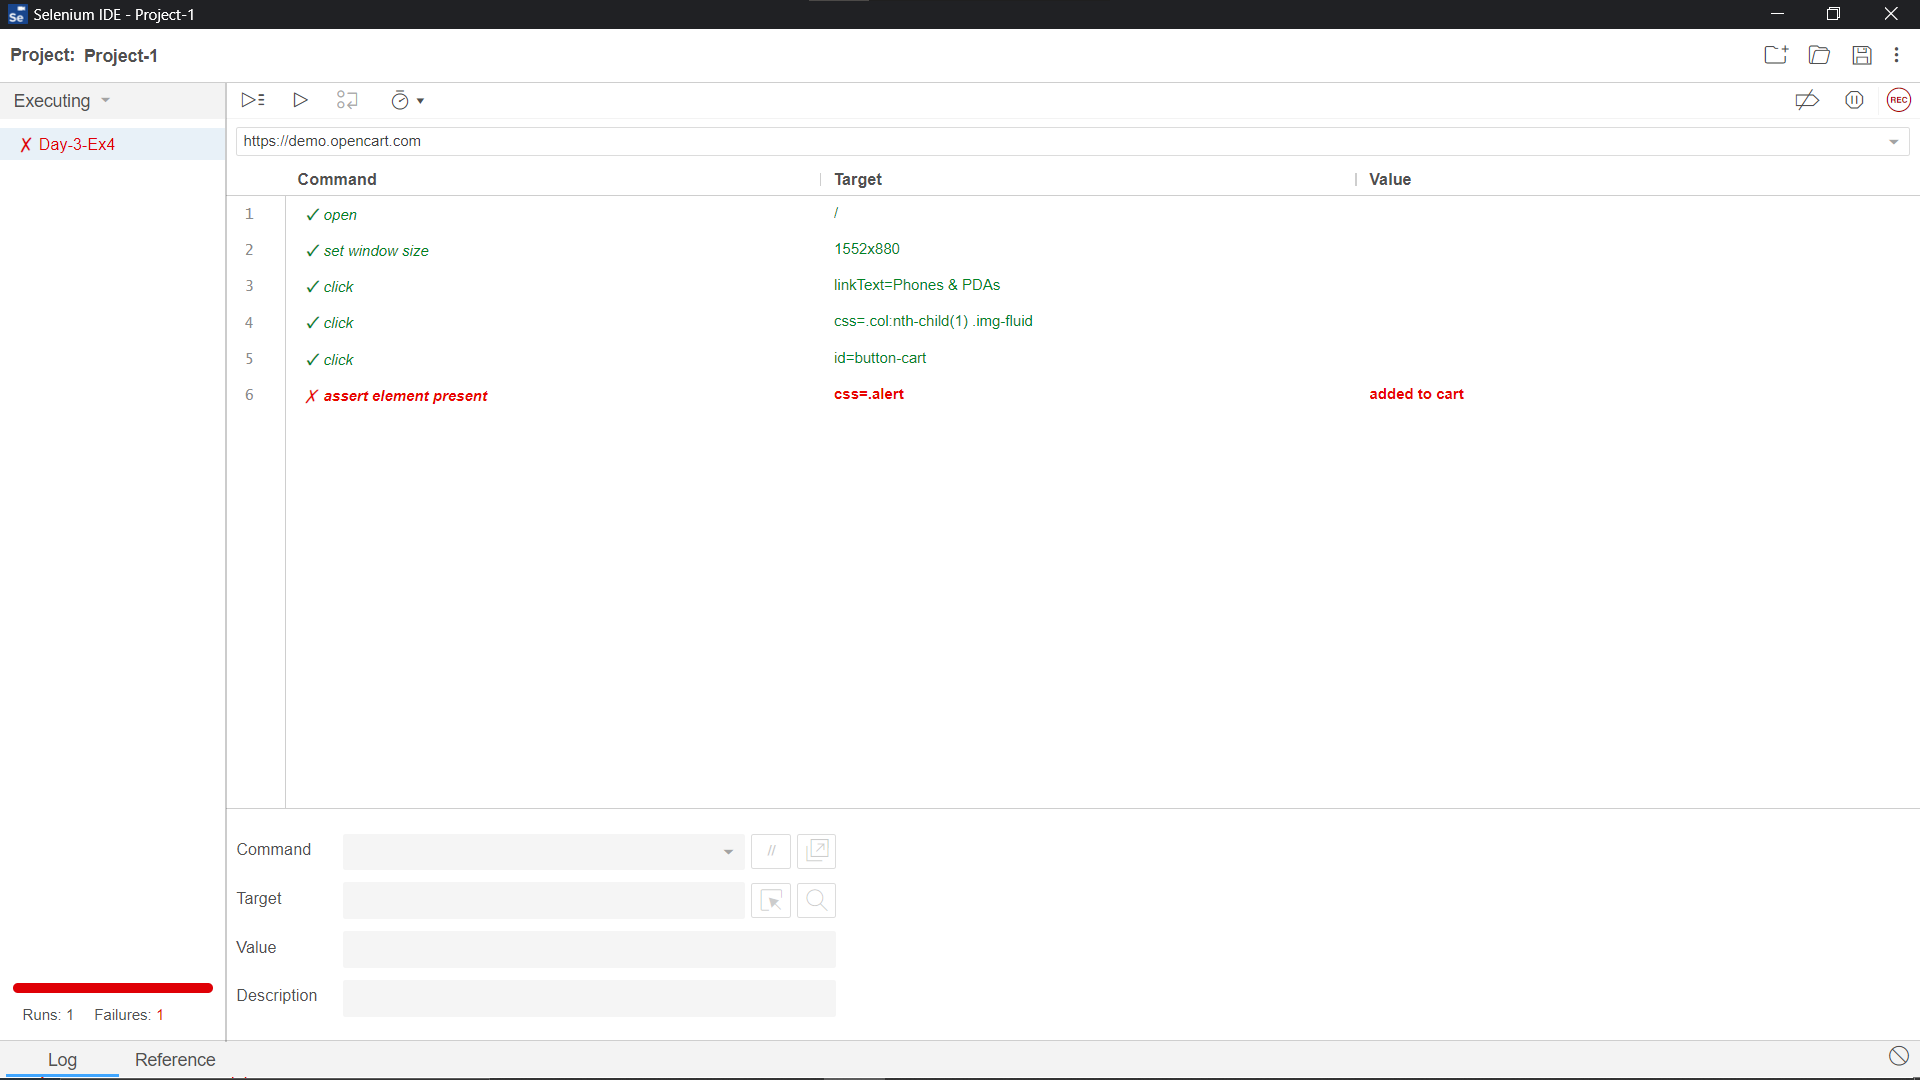 Selenium IDE - Project-1
Project: Project-1
Executing
REC
✗ Day-3-Ex4
https://demo.opencart.com
Command Target Value
1 ✓ open /
2 ✓ set window size 1552x880
3 ✓ click linkText=Phones & PDAs
4 ✓ click css=.col:nth-child(1) .img-fluid
5 ✓ click id=button-cart
6 ✗ assert element present css=.alert added to cart
Command //
Target
Value
Description
Runs: 1 Failures: 1
Log Reference